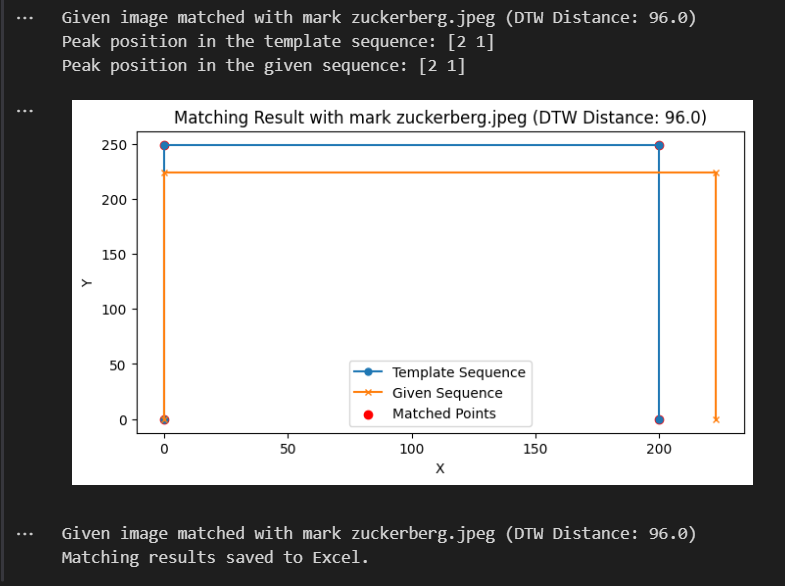 ... Given image matched with mark zuckerberg.jpeg (DTW Distance: 96.0)
Peak position in the template sequence: [2 1]
Peak position in the given sequence: [2 1]
...
Matching Result with mark zuckerberg.jpeg (DTW Distance: 96.0)
250
200
150
Y
100
50
0
Template Sequence
Given Sequence
Matched Points
0 50 100 150 200
X
... Given image matched with mark zuckerberg.jpeg (DTW Distance: 96.0)
Matching results saved to Excel.